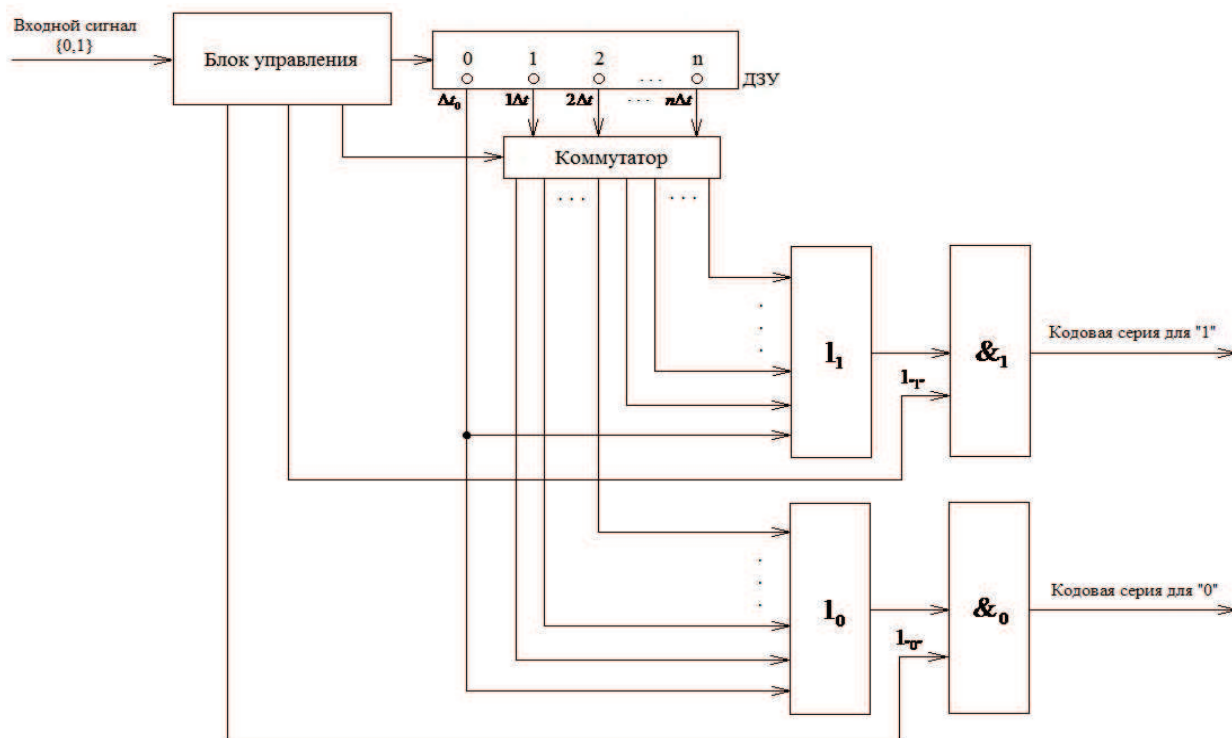 Входной сигнал
{0,1}
Блок управления
0 1 2 . . . n
ДЗУ
Δt₀ 1Δt 2Δt . . . nΔt
Коммутатор
. . . . . .
1₁
&₁
Кодовая серия для "1"
1"1"
1₀
&₀
Кодовая серия для "0"
1"0"